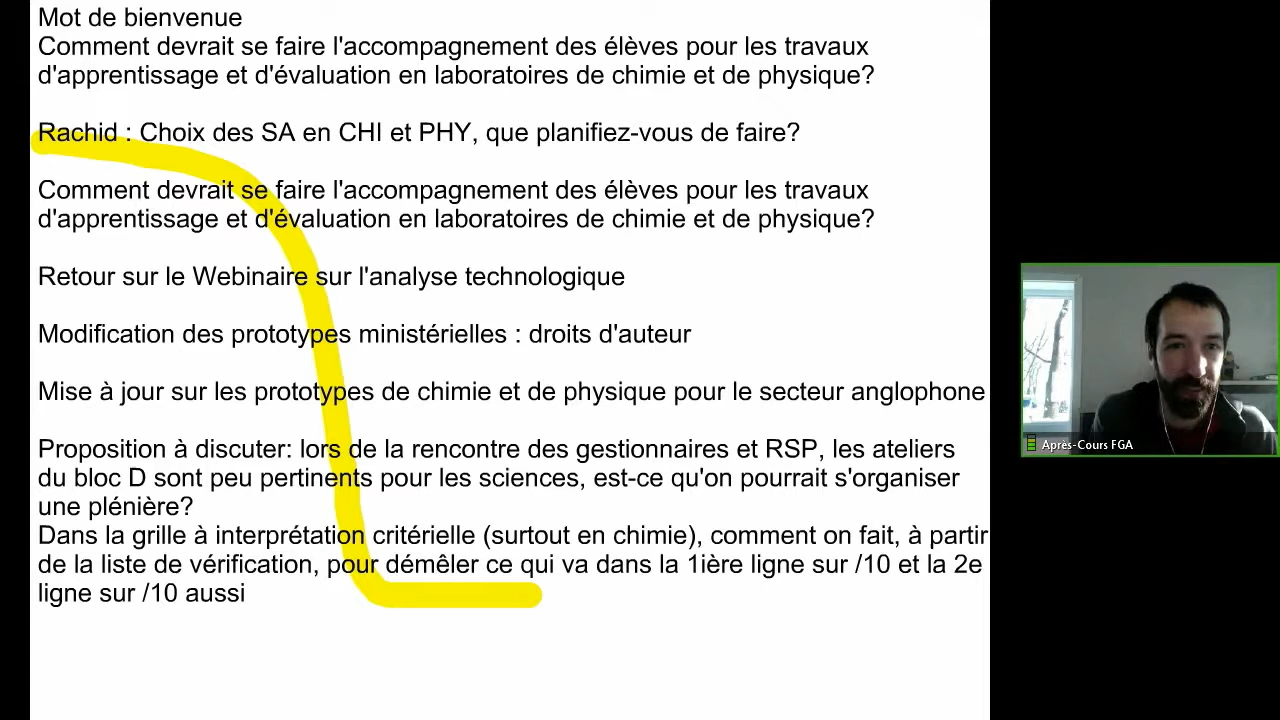 Mot de bienvenue
Comment devrait se faire l'accompagnement des élèves pour les travaux
d'apprentissage et d'évaluation en laboratoires de chimie et de physique?
Rachid : Choix des SA en CHI et PHY, que planifiez-vous de faire?
Comment devrait se faire l'accompagnement des élèves pour les travaux
d'apprentissage et d'évaluation en laboratoires de chimie et de physique?
Retour sur le Webinaire sur l'analyse technologique
Modification des prototypes ministérielles : droits d'auteur
Mise à jour sur les prototypes de chimie et de physique pour le secteur anglophone
Proposition à discuter: lors de la rencontre des gestionnaires et RSP, les ateliers
du bloc D sont peu pertinents pour les sciences, est-ce qu'on pourrait s'organiser
une plénière?
Dans la grille à interprétation critérielle (surtout en chimie), comment on fait, à partir
de la liste de vérification, pour démêler ce qui va dans la 1ière ligne sur /10 et la 2e
ligne sur /10 aussi
Après-Cours FGA